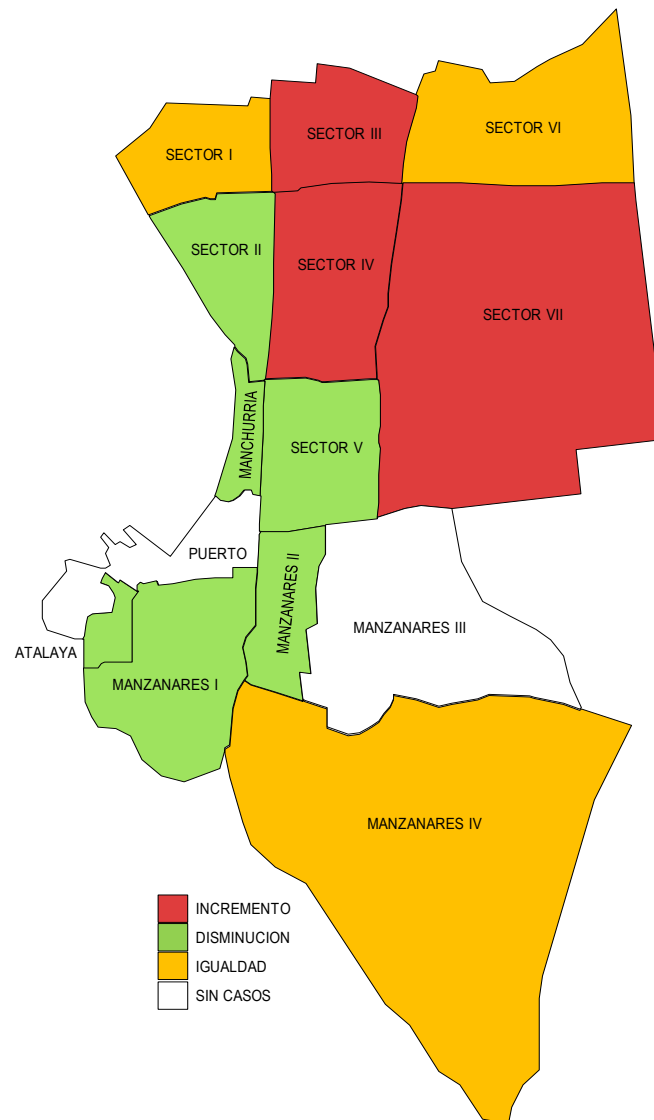 SECTOR VI
SECTOR III
SECTOR I
SECTOR II
SECTOR IV
SECTOR VII
MANCHURRIA
SECTOR V
PUERTO
MANZANARES II
MANZANARES III
ATALAYA
MANZANARES I
MANZANARES IV
INCREMENTO
DISMINUCION
IGUALDAD
SIN CASOS